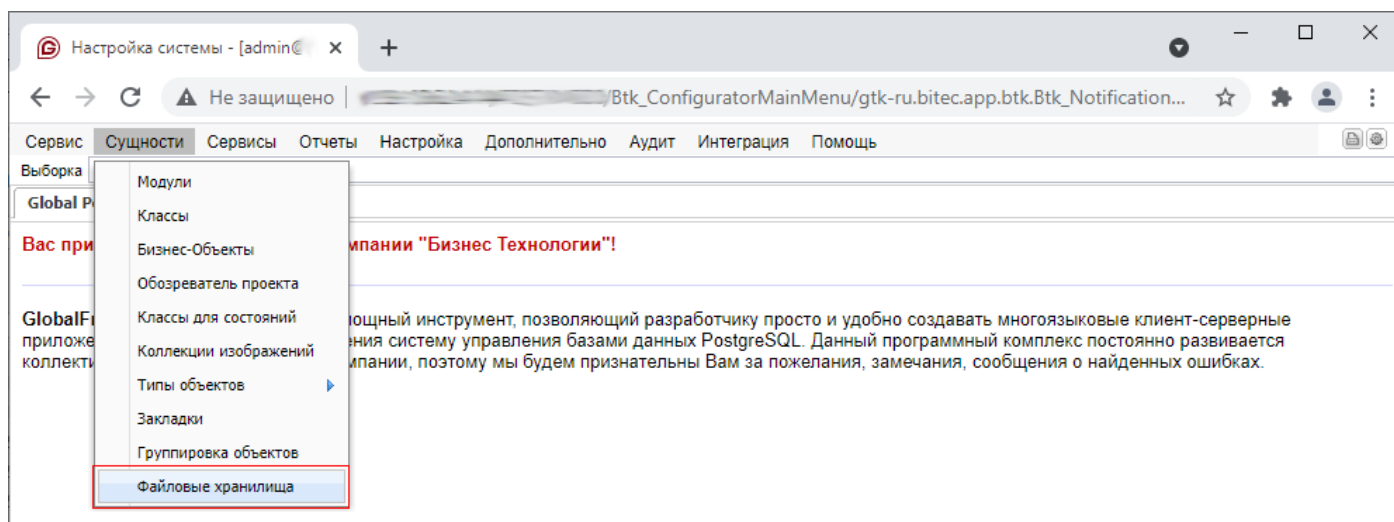 Настройка системы - [admin@
Не защищено
/Btk_ConfiguratorMainMenu/gtk-ru.bitec.app.btk.Btk_Notification...
Сервис Сущности Сервисы Отчеты Настройка Дополнительно Аудит Интеграция Помощь
Выборка
Модули
Global
Классы
Вас
мпании "Бизнес Технологии"!
Бизнес-Объекты
Обозреватель проекта
GlobalF
Классы для состояний
ощный инструмент, позволяющий разработчику просто и удобно создавать многоязыковые клиент-серверные
приложе
ния систему управления базами данных PostgreSQL. Данный программный комплекс постоянно развивается
Коллекции изображений
коллекти
мпании, поэтому мы будем признательны Вам за пожелания, замечания, сообщения о найденных ошибках.
Типы объектов
Закладки
Группировка объектов
Файловые хранилища